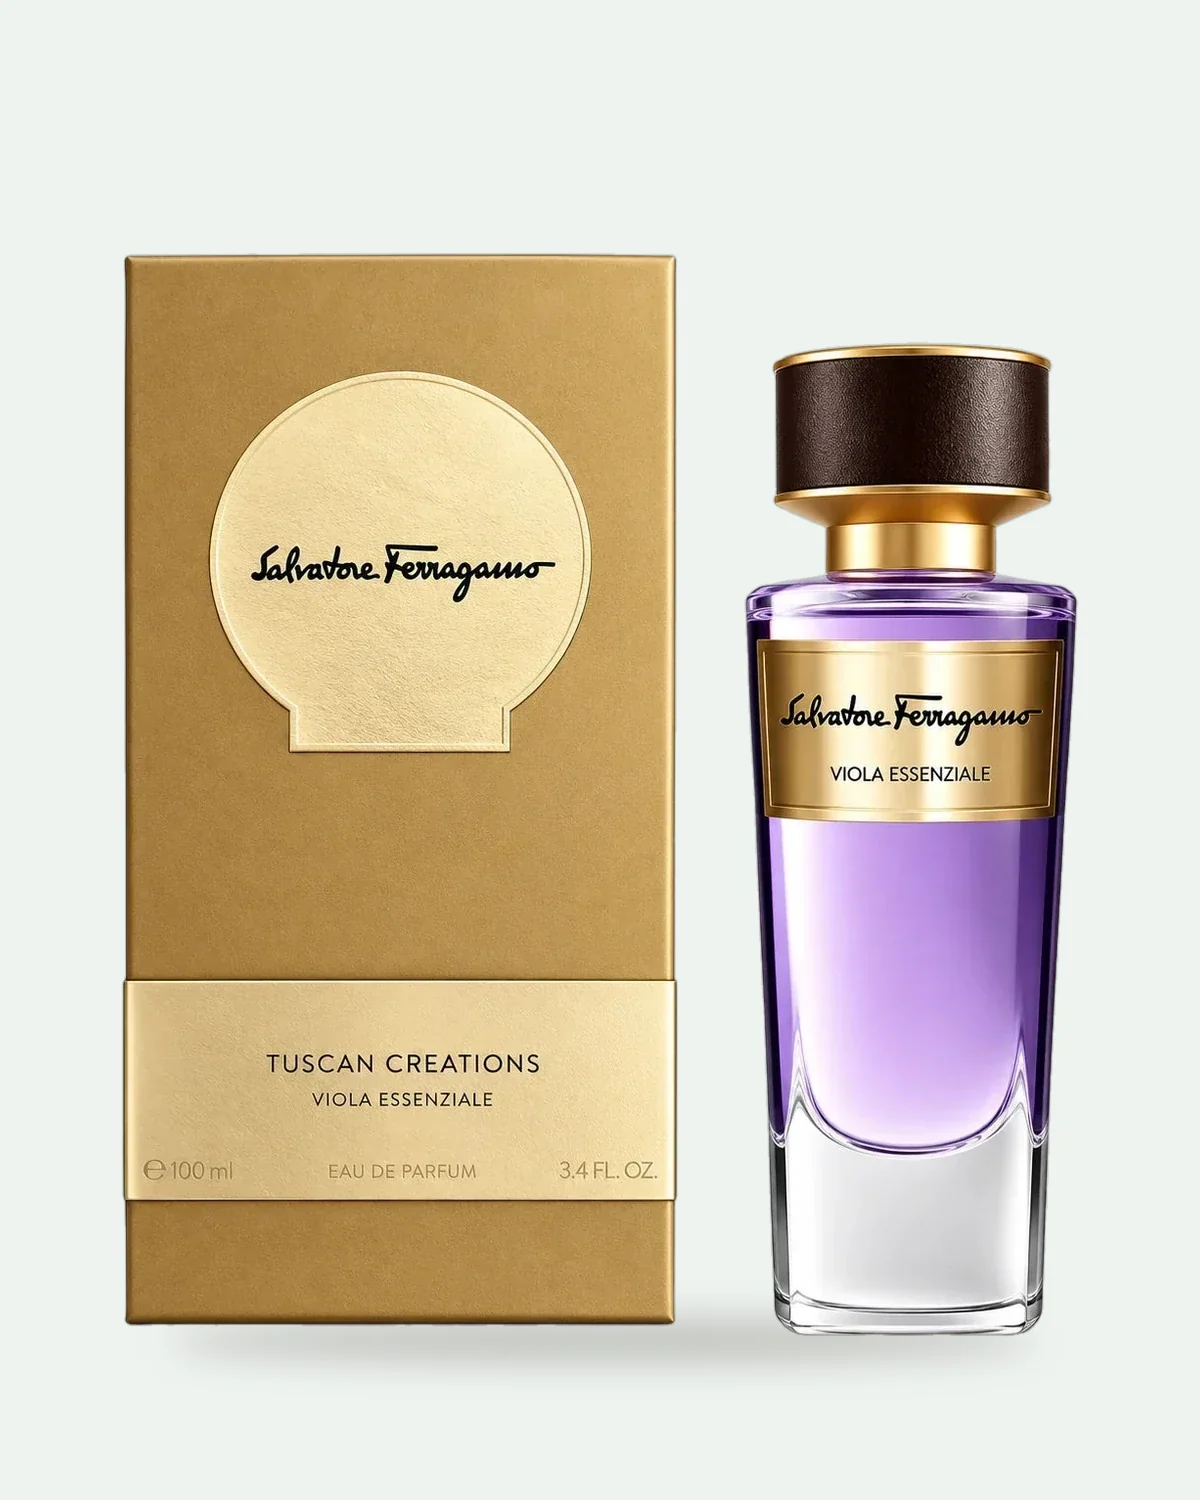 Salvatore Ferragamo
TUSCAN CREATIONS
VIOLA ESSENZIALE
℮100 ml EAU DE PARFUM 3.4 FL. OZ.
Salvatore Ferragamo
VIOLA ESSENZIALE